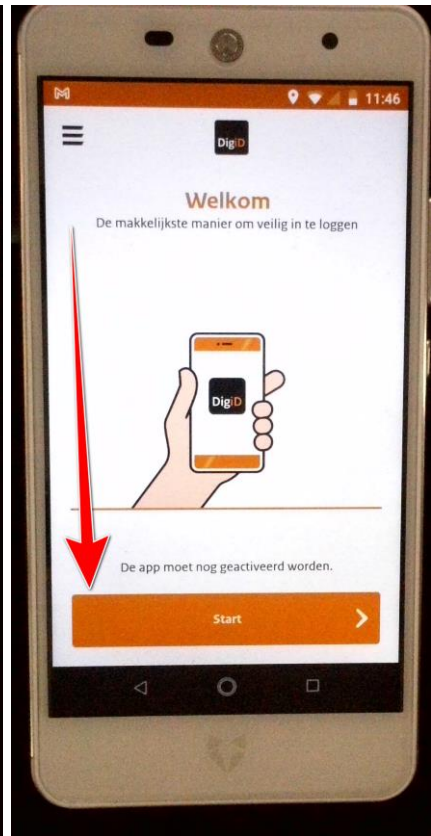 11:46
DigiD
Welkom
De makkelijkste manier om veilig in te loggen
DigiD
De app moet nog geactiveerd worden.
Start